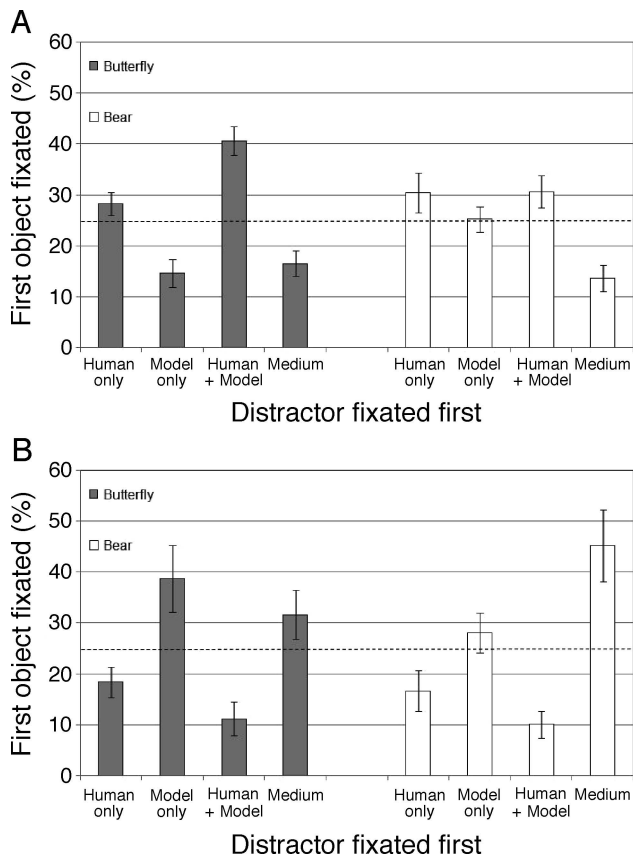 A
60
50
40
30
20
10
0
First object fixated (%)
Butterfly
Bear
Human only
Model only
Human + Model
Medium
Human only
Model only
Human + Model
Medium
Distractor fixated first
B
60
50
40
30
20
10
0
First object fixated (%)
Butterfly
Bear
Human only
Model only
Human + Model
Medium
Human only
Model only
Human + Model
Medium
Distractor fixated first